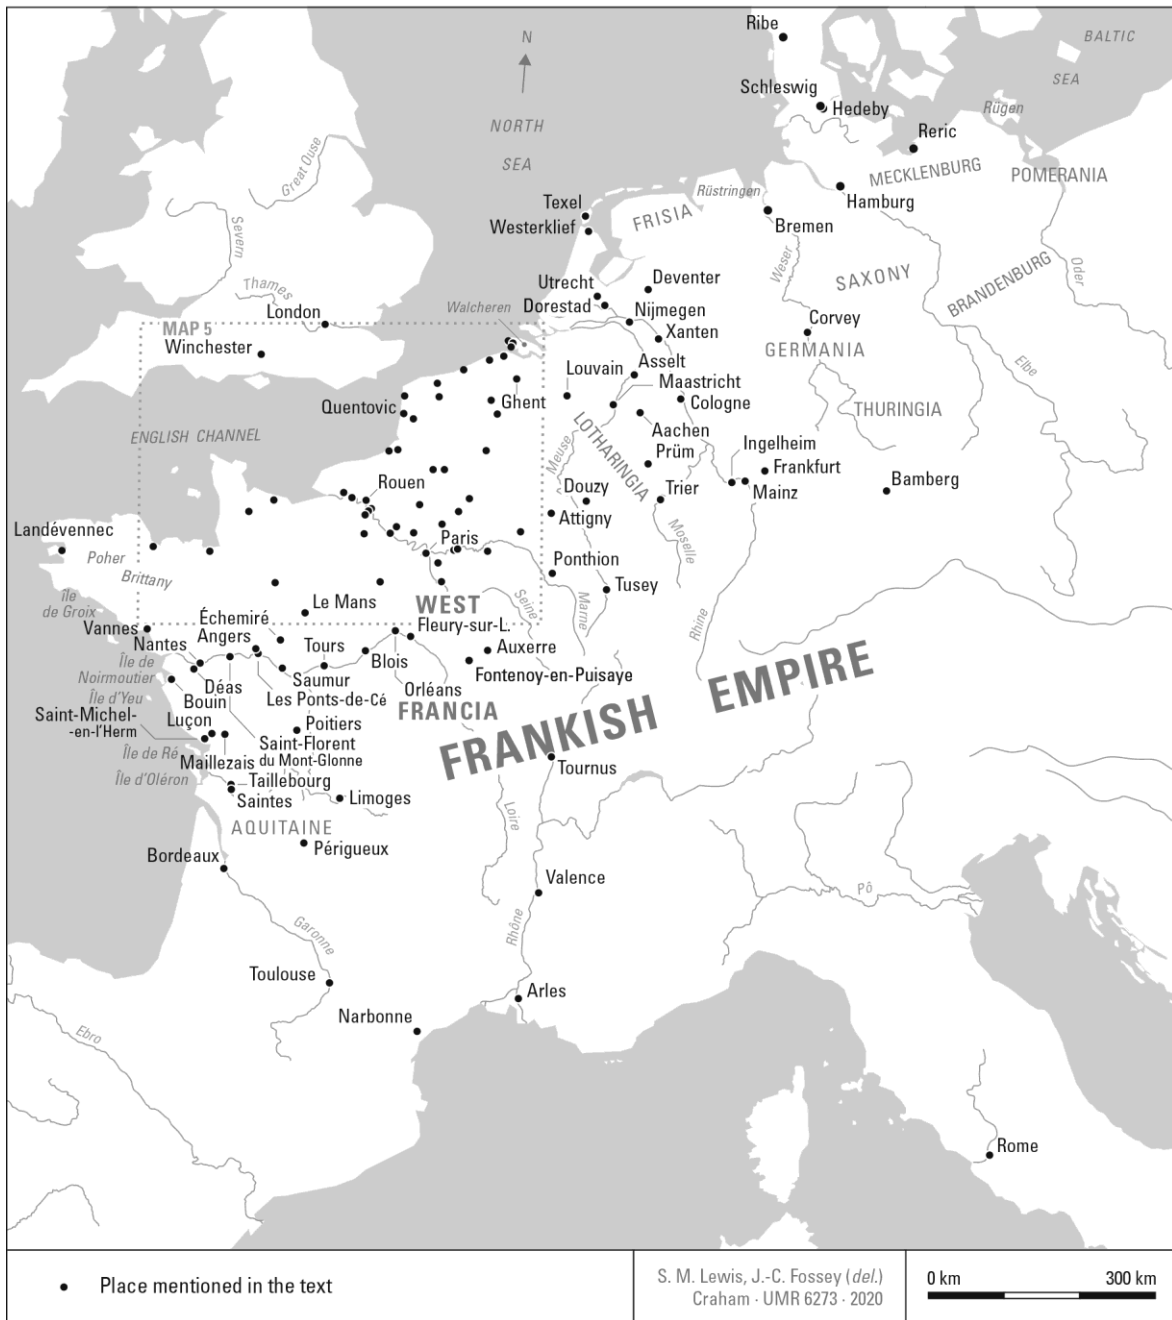 Ribe
BALTIC
SEA
N
Schleswig
Hedeby
Rügen
NORTH
SEA
Reric
Great Ouse
MECKLENBURG
POMERANIA
Rüstringen
Hamburg
Texel
Westerklief
FRISIA
Bremen
Severn
Weser
SAXONY
BRANDENBURG
Oder
Thames
Utrecht
Deventer
Dorestad
Nijmegen
London
Walcheren
MAP 5
Winchester
Xanten
Corvey
GERMANIA
Elbe
Asselt
Louvain
Maastricht
Quentovic
Ghent
Cologne
THURINGIA
ENGLISH CHANNEL
LOTHARINGIA
Aachen
Meuse
Prüm
Ingelheim
Frankfurt
Rouen
Douzy
Trier
Mainz
Bamberg
Attigny
Landévennec
Paris
Moselle
Poher
Brittany
Ponthion
Tusey
île
de Groix
Le Mans
WEST
Seine
Marne
Rhine
Vannes
Échemiré
Fleury-sur-L.
Nantes
Angers
Tours
Auxerre
Île de
Noirmoutier
Saumur
Blois
Fontenoy-en-Puisaye
Déas
Les Ponts-de-Cé
Orléans
Île d'Yeu
Bouin
FRANCIA
FRANKISH EMPIRE
Saint-Michel-
-en-l'Herm
Luçon
Poitiers
Saint-Florent
du Mont-Glonne
Île de Ré
Maillezais
Tournus
Île d'Oléron
Taillebourg
Saintes
Limoges
Loire
AQUITAINE
Périgueux
Bordeaux
Valence
Pô
Garonne
Rhône
Toulouse
Arles
Narbonne
Ebro
Rome
Place mentioned in the text
S. M. Lewis, J.-C. Fossey (del.)
Craham · UMR 6273 · 2020
0 km 300 km